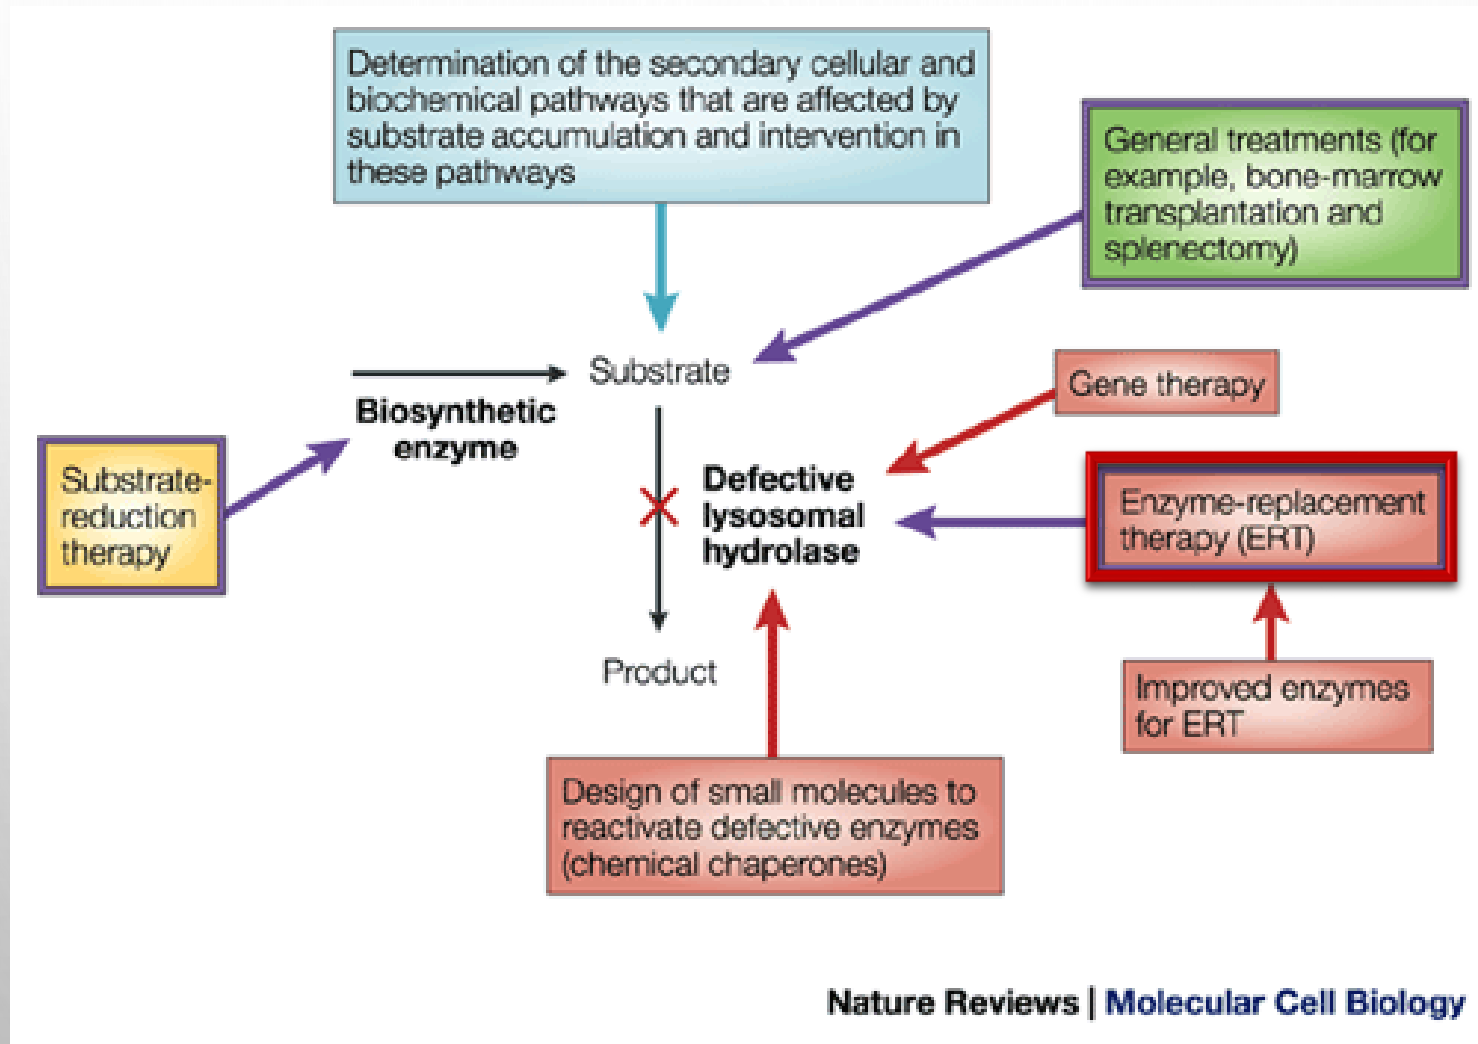 Determination of the secondary cellular and
biochemical pathways that are affected by
substrate accumulation and intervention in
these pathways
General treatments (for
example, bone-marrow
transplantation and
splenectomy)
Substrate
Gene therapy
Biosynthetic
enzyme
Substrate-
reduction
therapy
Defective
lysosomal
hydrolase
Enzyme-replacement
therapy (ERT)
Product
Improved enzymes
for ERT
Design of small molecules to
reactivate defective enzymes
(chemical chaperones)
Nature Reviews | Molecular Cell Biology